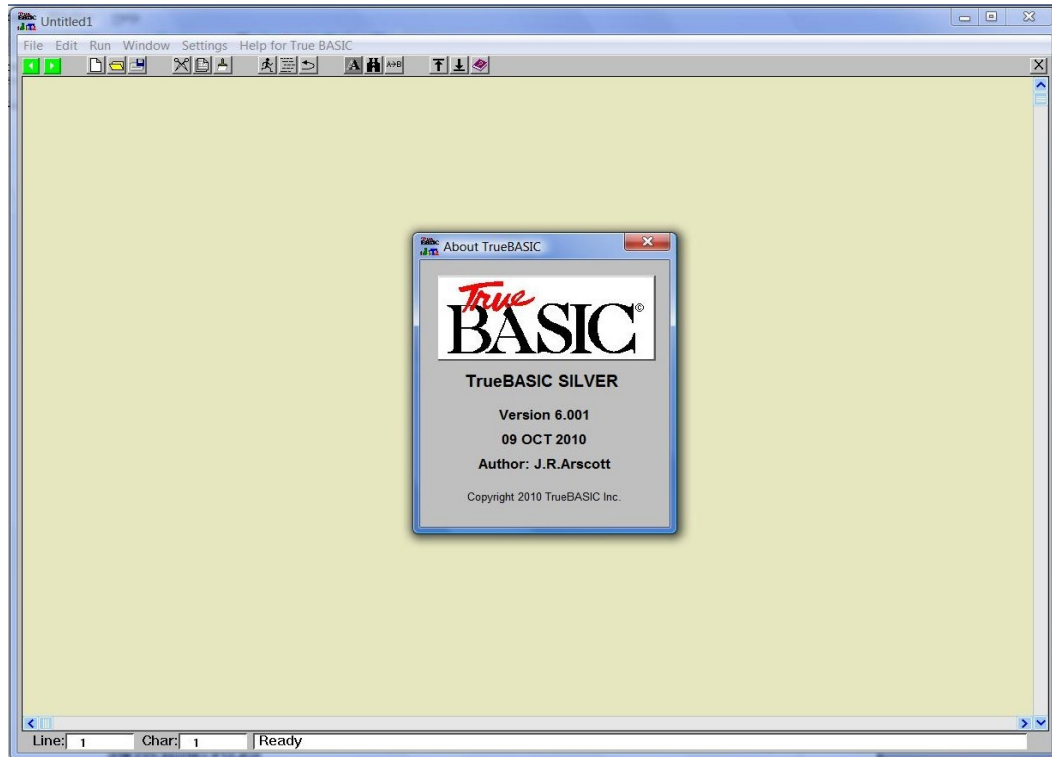 Untitled1
File Edit Run Window Settings Help for True BASIC
A A→B
About TrueBASIC
True
BASIC©
TrueBASIC SILVER
Version 6.001
09 OCT 2010
Author: J.R.Arscott
Copyright 2010 TrueBASIC Inc.
Line: 1 Char: 1 Ready